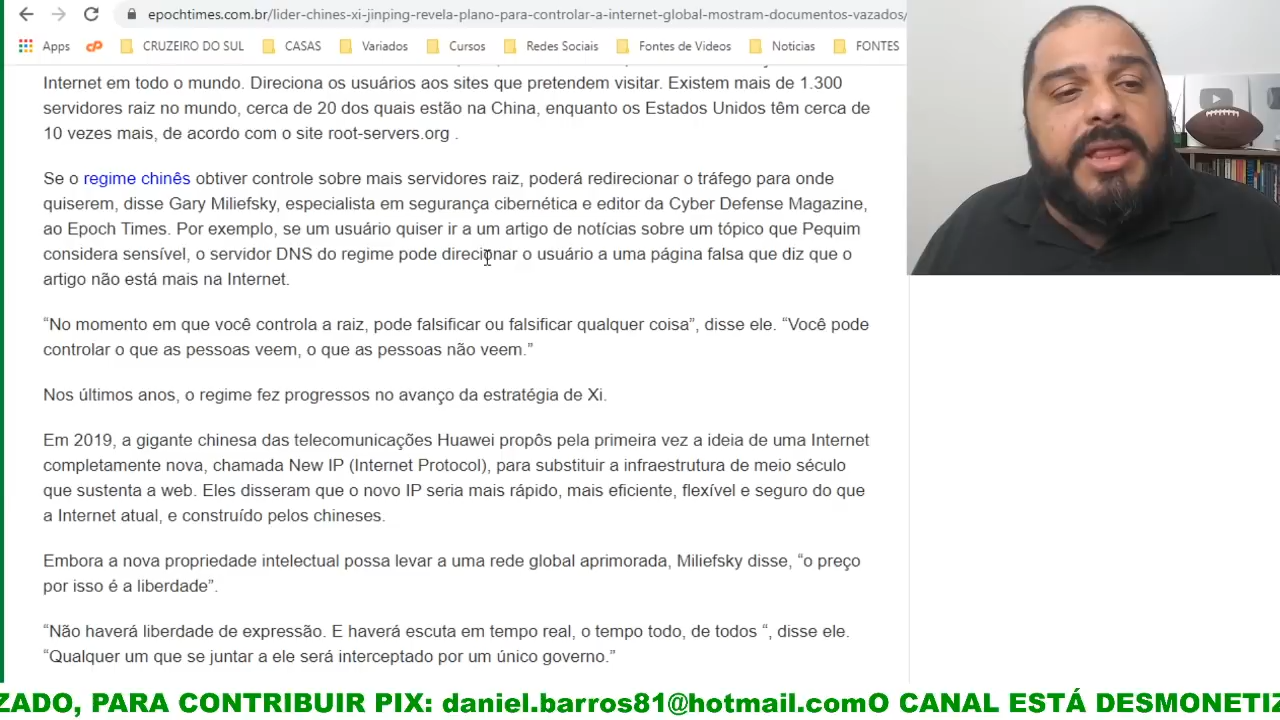 epochtimes.com.br/lider-chines-xi-jinping-revela-plano-para-controlar-a-internet-global-mostram-documentos-vazados/
Apps CRUZEIRO DO SUL CASAS Variados Cursos Redes Sociais Fontes de Videos Noticias FONTES
Internet em todo o mundo. Direciona os usuários aos sites que pretendem visitar. Existem mais de 1.300
servidores raiz no mundo, cerca de 20 dos quais estão na China, enquanto os Estados Unidos têm cerca de
10 vezes mais, de acordo com o site root-servers.org .
Se o regime chinês obtiver controle sobre mais servidores raiz, poderá redirecionar o tráfego para onde
quiserem, disse Gary Miliefsky, especialista em segurança cibernética e editor da Cyber Defense Magazine,
ao Epoch Times. Por exemplo, se um usuário quiser ir a um artigo de notícias sobre um tópico que Pequim
considera sensível, o servidor DNS do regime pode direcionar o usuário a uma página falsa que diz que o
artigo não está mais na Internet.
“No momento em que você controla a raiz, pode falsificar ou falsificar qualquer coisa”, disse ele. “Você pode
controlar o que as pessoas veem, o que as pessoas não veem.”
Nos últimos anos, o regime fez progressos no avanço da estratégia de Xi.
Em 2019, a gigante chinesa das telecomunicações Huawei propôs pela primeira vez a ideia de uma Internet
completamente nova, chamada New IP (Internet Protocol), para substituir a infraestrutura de meio século
que sustenta a web. Eles disseram que o novo IP seria mais rápido, mais eficiente, flexível e seguro do que
a Internet atual, e construído pelos chineses.
Embora a nova propriedade intelectual possa levar a uma rede global aprimorada, Miliefsky disse, “o preço
por isso é a liberdade”.
“Não haverá liberdade de expressão. E haverá escuta em tempo real, o tempo todo, de todos “, disse ele.
“Qualquer um que se juntar a ele será interceptado por um único governo.”
ZADO, PARA CONTRIBUIR PIX: daniel.barros81@hotmail.comO CANAL ESTÁ DESMONETIZ